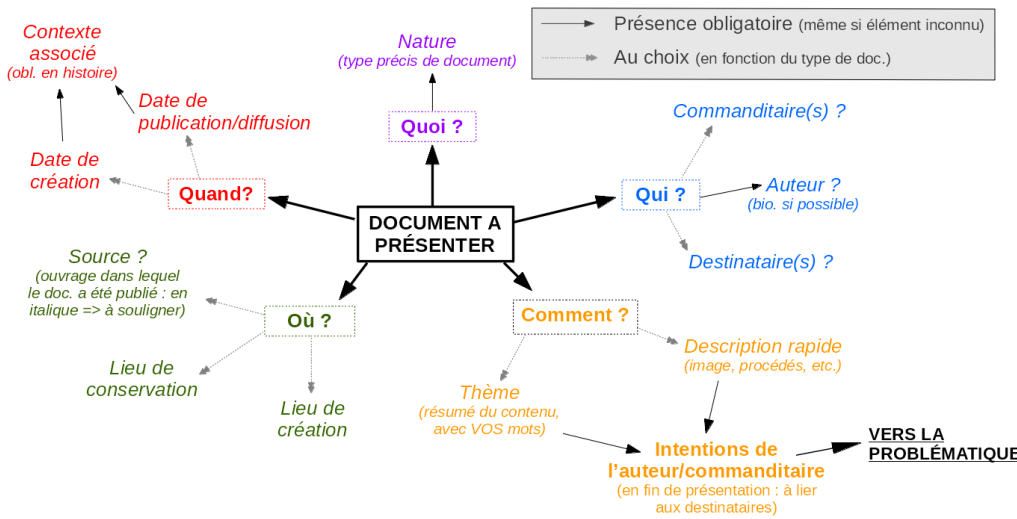 Contexte
associé
(obl. en histoire)
Nature
(type précis de document)
Présence obligatoire (même si élément inconnu)
Au choix (en fonction du type de doc.)
Date de
publication/diffusion
Quoi ?
Commanditaire(s) ?
Date de
création
Quand?
DOCUMENT A
PRÉSENTER
Qui ?
Auteur ?
(bio. si possible)
Destinataire(s) ?
Source ?
(ouvrage dans lequel
le doc. a été publié : en
italique => à souligner)
Où ?
Comment ?
Lieu de
conservation
Lieu de
création
Description rapide
(image, procédés, etc.)
Thème
(résumé du contenu,
avec VOS mots)
Intentions de
l'auteur/commanditaire
(en fin de présentation : à lier
aux destinataires)
VERS LA
PROBLÉMATIQUE